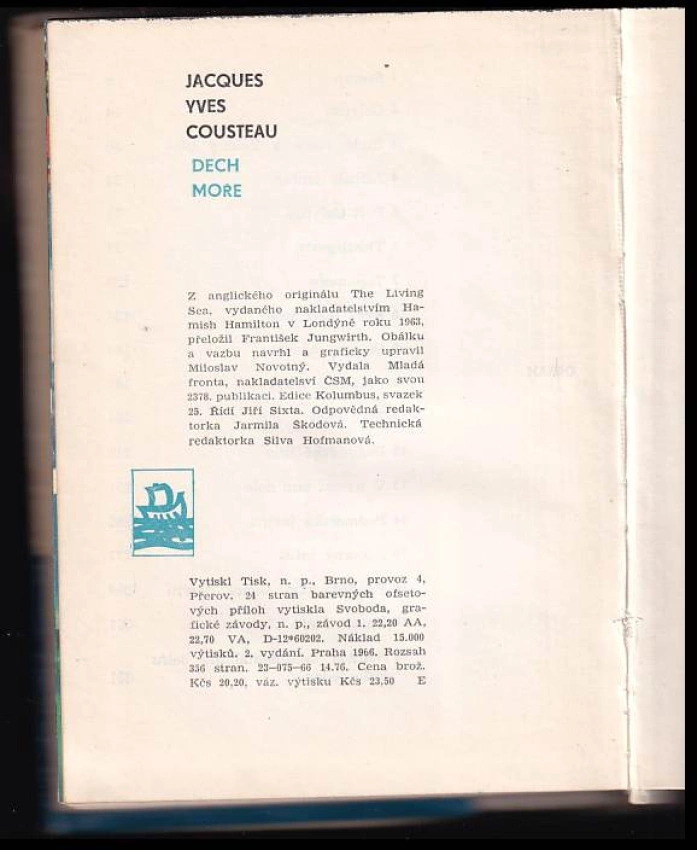 JACQUES
YVES
COUSTEAU
DECH
MOŘE
Z anglického originálu The Living
Sea, vydaného nakladatelstvím Ha-
mish Hamilton v Londýně roku 1963,
přeložil František Jungwirth. Obálku
a vazbu navrhl a graficky upravil
Miloslav Novotný. Vydala Mladá
fronta, nakladatelsví ČSM, jako svou
2378. publikaci. Edice Kolumbus, svazek
25. Řídí Jiří Sixta. Odpovědná redak-
torka Jarmila Škodová. Technická
redaktorka Silva Hofmanová.
Vytiskl Tisk, n. p., Brno, provoz 4,
Přerov. 24 stran barevných ofseto-
vých příloh vytiskla Svoboda, gra-
fické závody, n. p., závod 1. 22,20 AA,
22,70 VA, D-12*60202. Náklad 15.000
výtisků. 2. vydání. Praha 1966. Rozsah
336 stran. 23—075—66 14.76. Cena brož.
Kčs 20,20, váz. výtisku Kčs 23,50 E